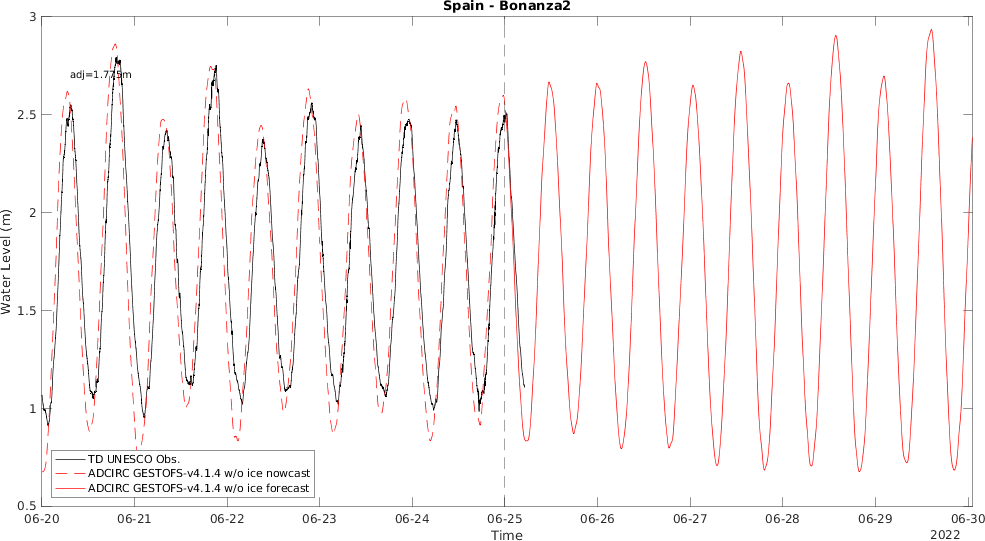 Spain - Bonanza2
3
adj=1.775m
2.5
2
Water Level (m)
1.5
1
TD UNESCO Obs.
ADCIRC GESTOFS-v4.1.4 w/o ice nowcast
ADCIRC GESTOFS-v4.1.4 w/o ice forecast
0.5
06-20 06-21 06-22 06-23 06-24 06-25 06-26 06-27 06-28 06-29 06-30
Time
2022